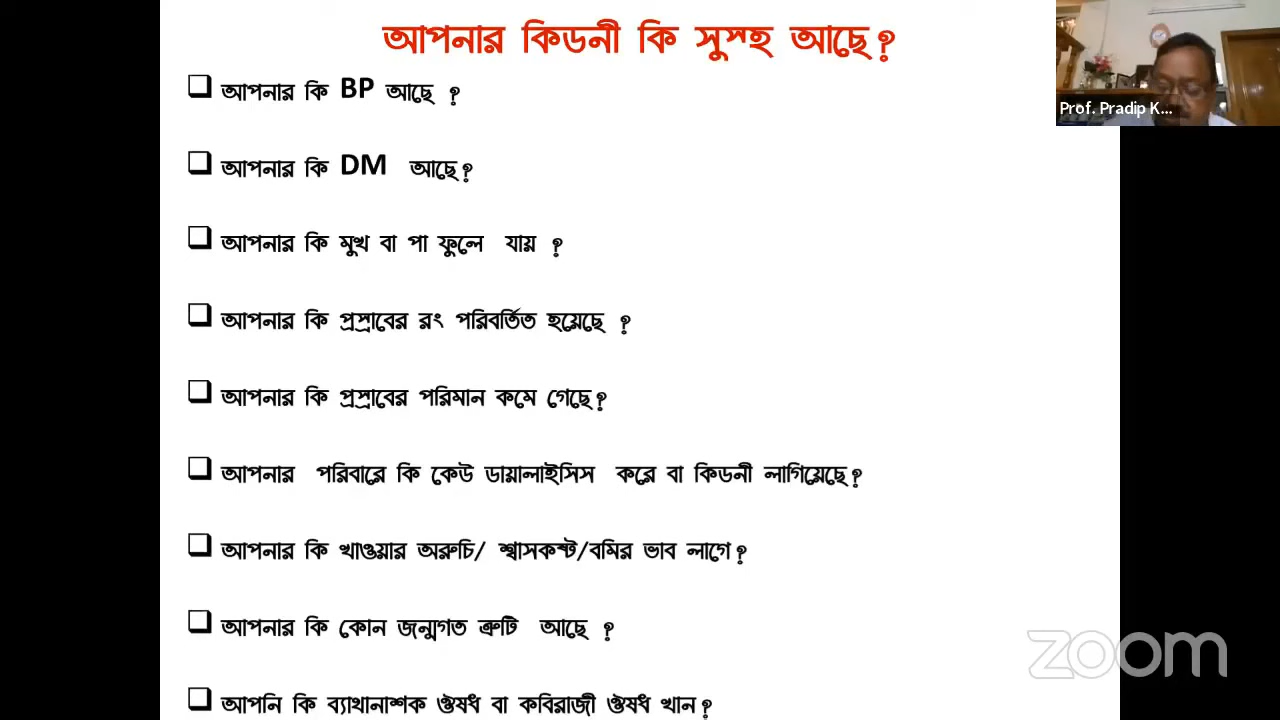 আপনার কিডনী কি সুস্হ আছে?
Prof. Pradip K...
❑ আপনার কি BP আছে ?
❑ আপনার কি DM আছে?
❑ আপনার কি মুখ বা পা ফুলে যায় ?
❑ আপনার কি প্রস্রাবের রং পরিবর্তিত হয়েছে ?
❑ আপনার কি প্রস্রাবের পরিমান কমে গেছে?
❑ আপনার পরিবারে কি কেউ ডায়ালাইসিস করে বা কিডনী লাগিয়েছে?
❑ আপনার কি খাওয়ার অরুচি/ শ্বাসকস্ট/বমির ভাব লাগে?
❑ আপনার কি কোন জন্মগত ত্রুটি আছে ?
❑ আপনি কি ব্যাথানাশক ঔষধ বা কবিরাজী ঔষধ খান?
zoom